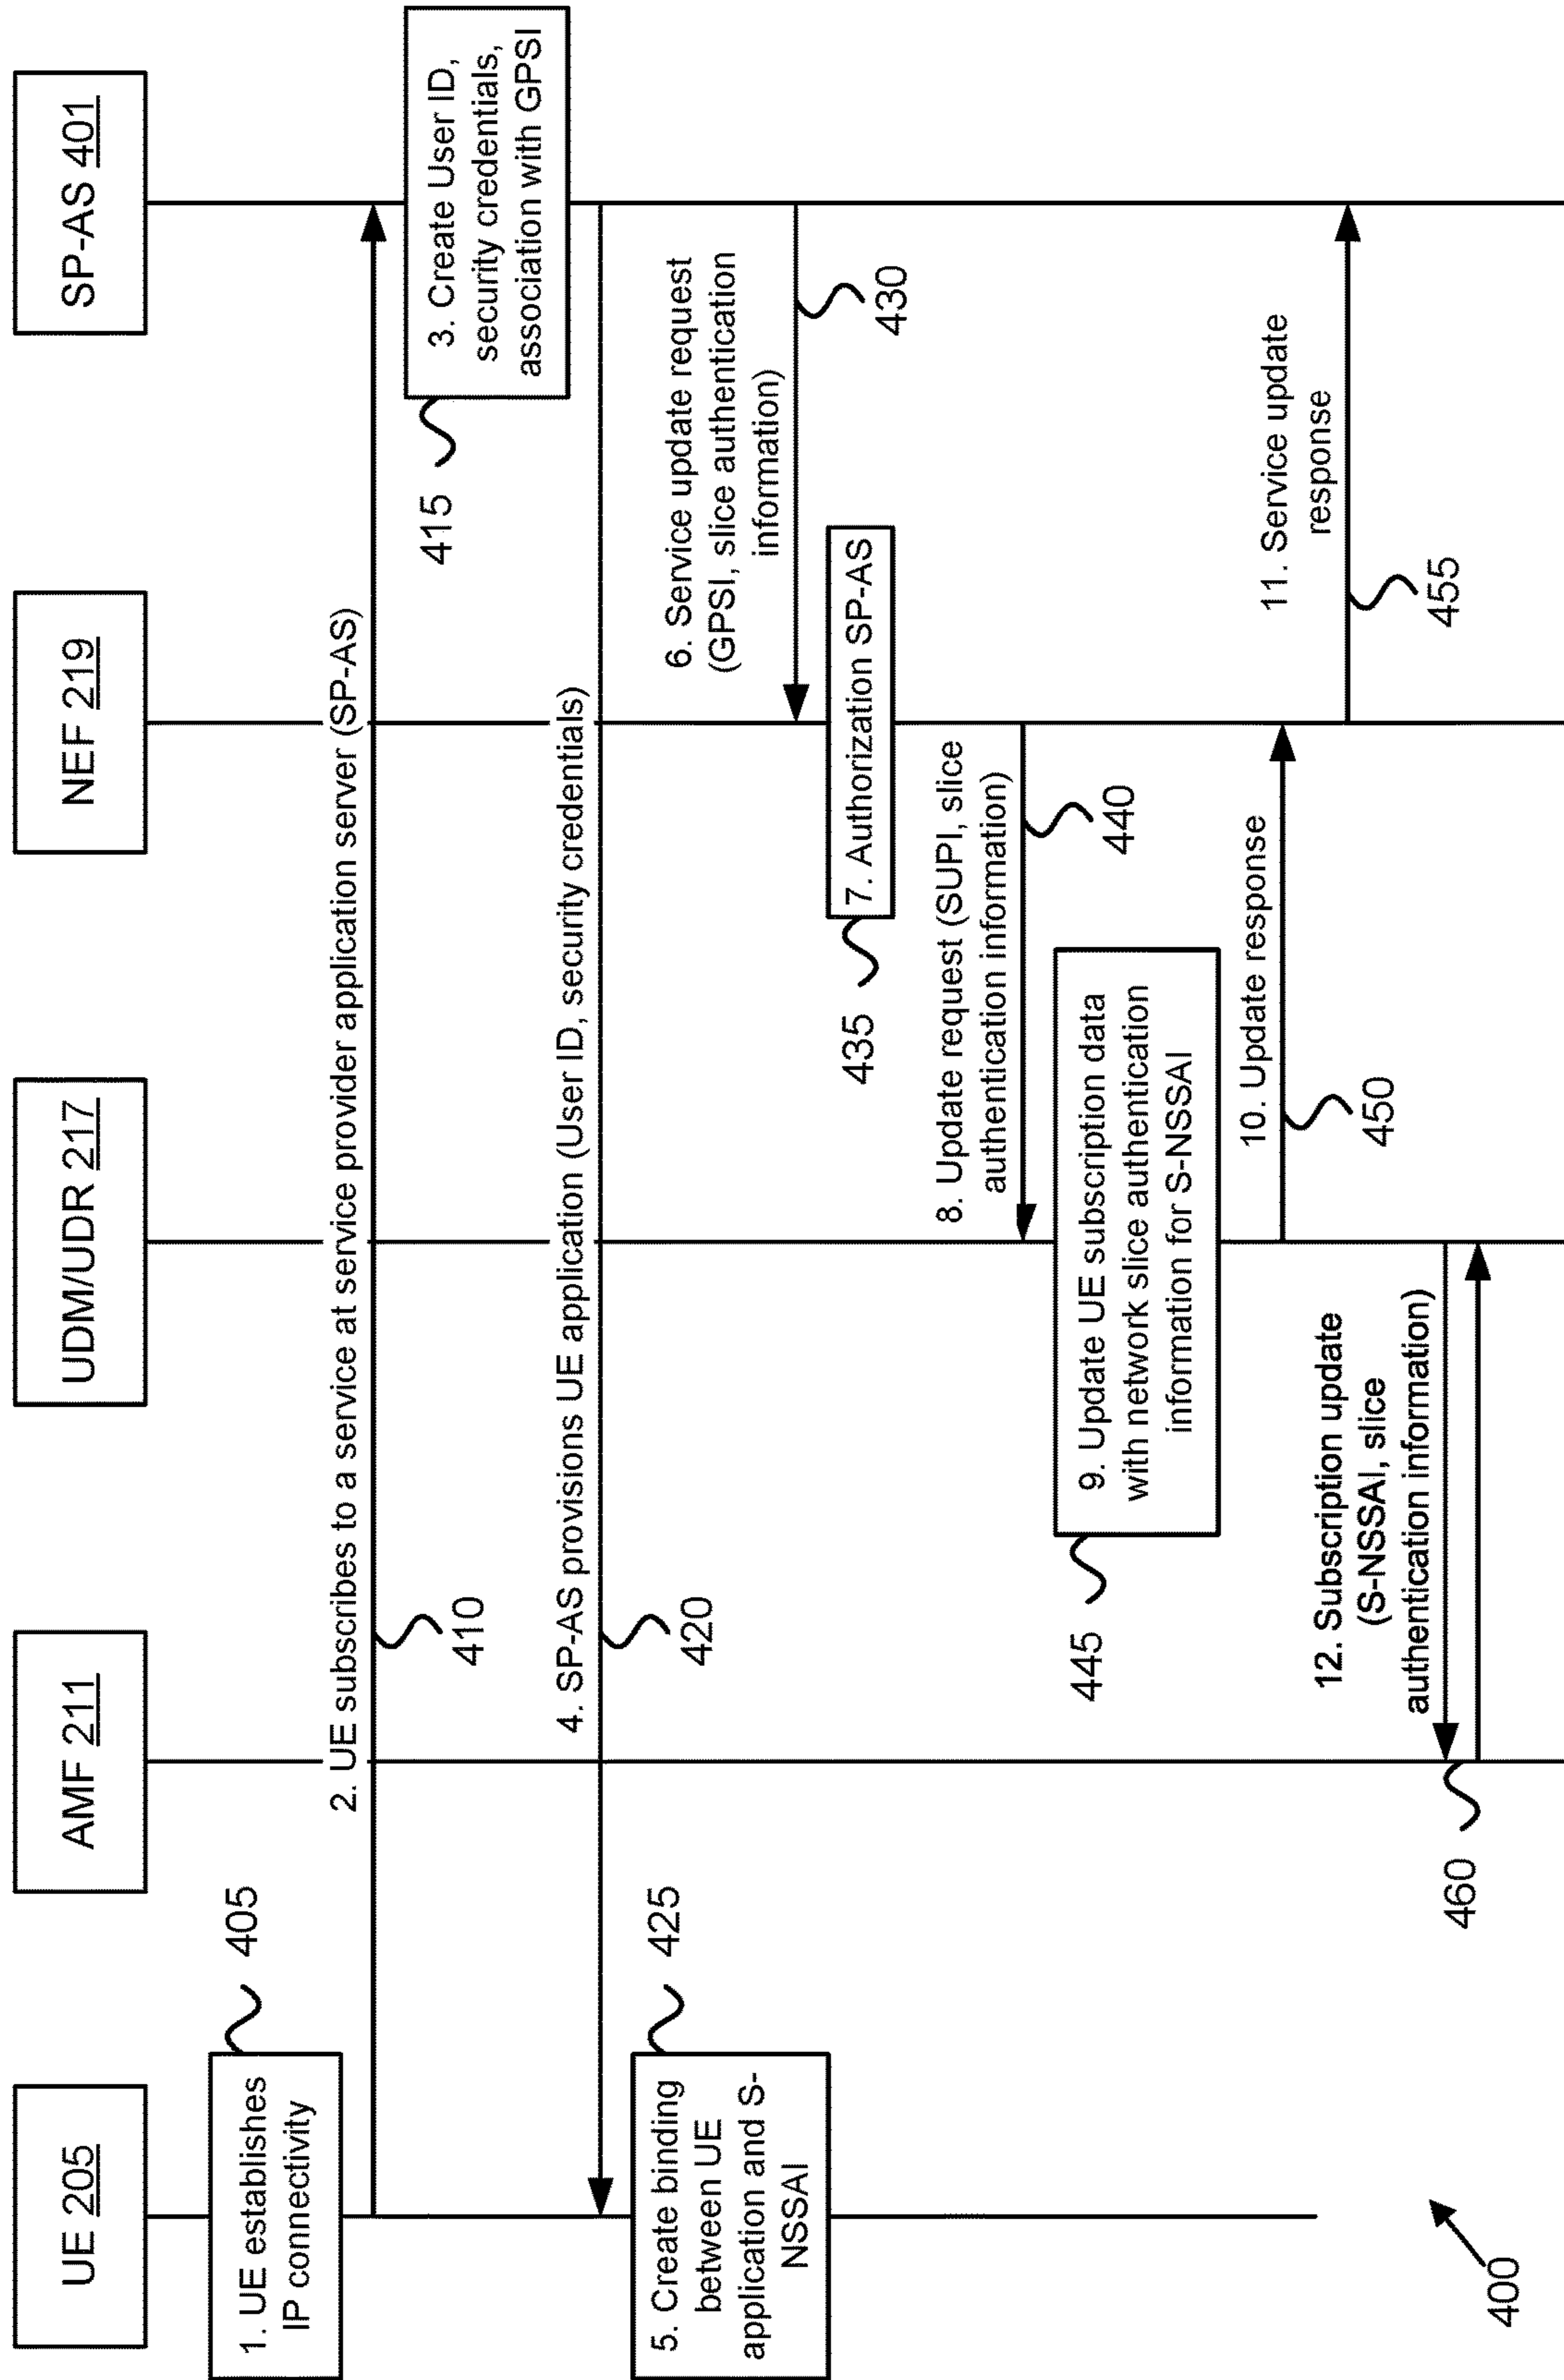 UE 205
AMF 211
UDM/UDR 217
NEF 219
SP-AS 401
1. UE establishes
IP connectivity
405
2. UE subscribes to a service at service provider application server (SP-AS)
410
3. Create User ID,
security credentials,
association with GPSI
415
4. SP-AS provisions UE application (User ID, security credentials)
420
5. Create binding
between UE
application and S-
NSSAI
425
6. Service update request
(GPSI, slice authentication
information)
430
7. Authorization SP-AS
435
8. Update request (SUPI, slice
authentication information)
440
9. Update UE subscription data
with network slice authentication
information for S-NSSAI
445
10. Update response
450
11. Service update
response
455
12. Subscription update
(S-NSSAI, slice
authentication information)
460
400